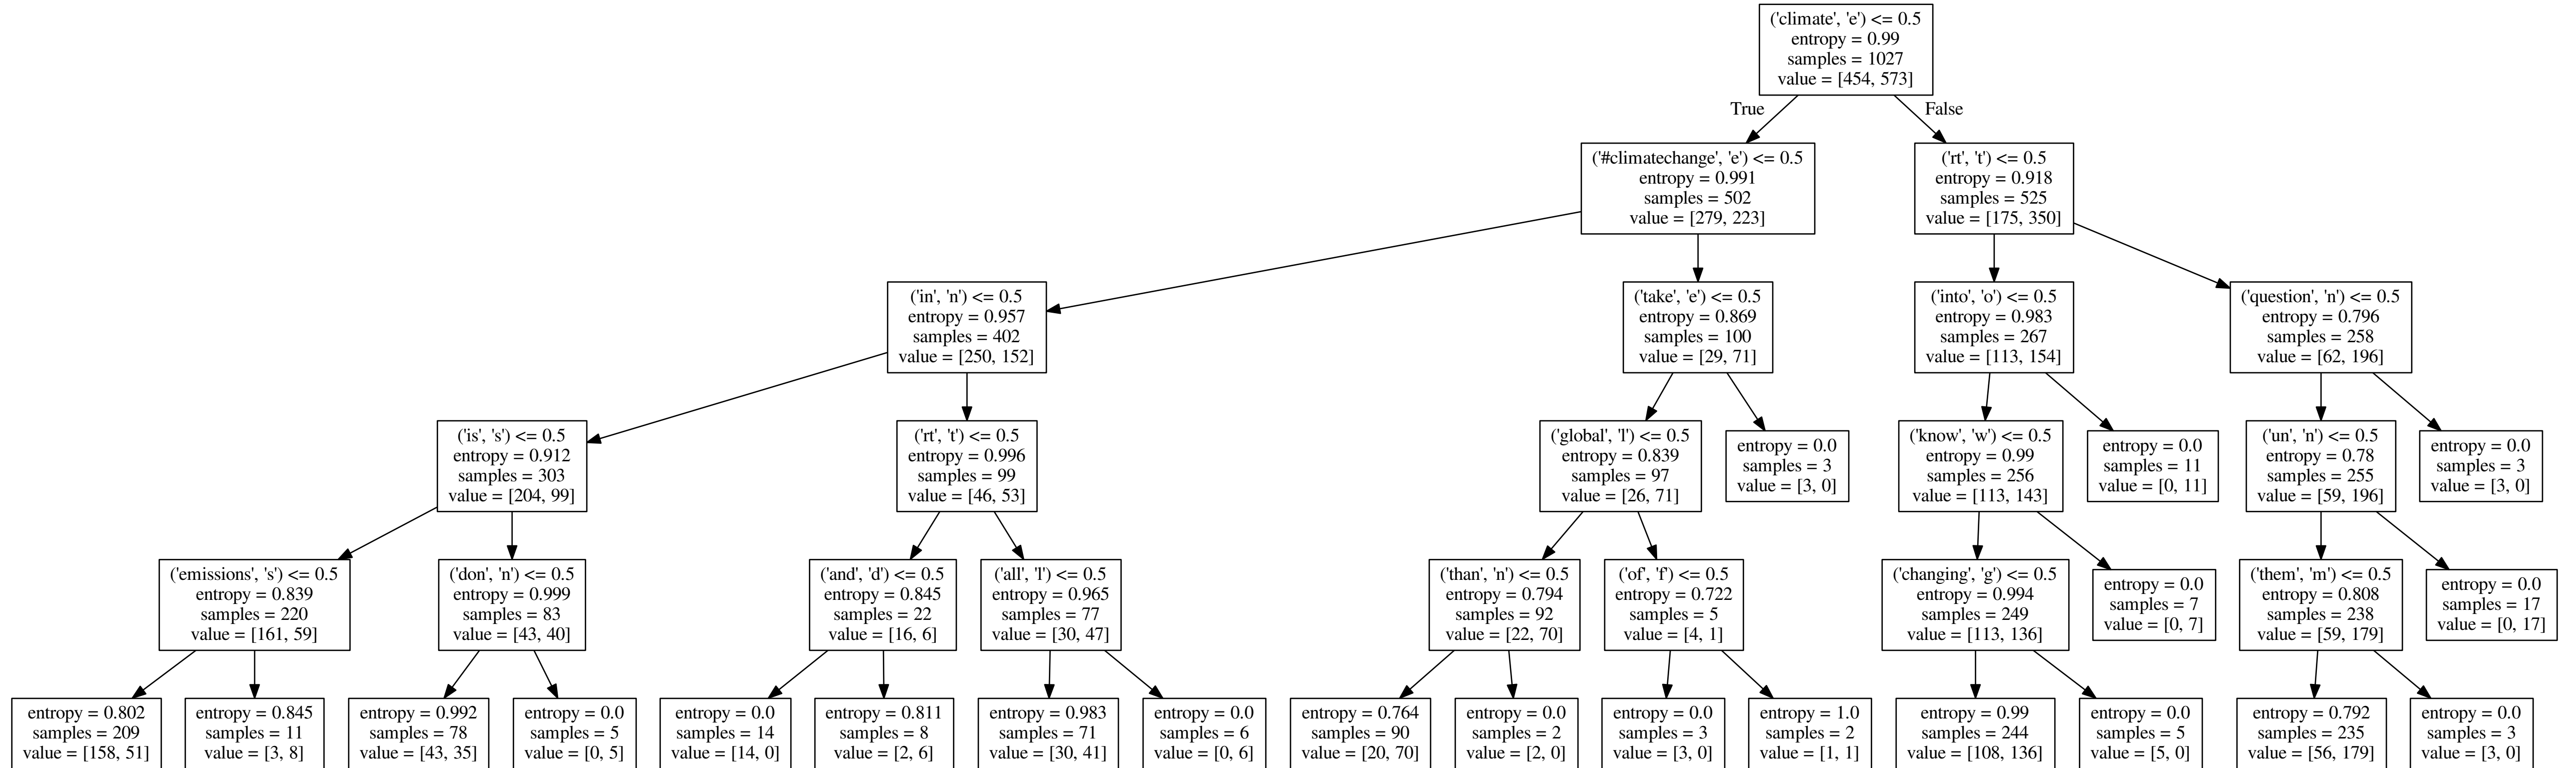 ('climate', 'e') <= 0.5
entropy = 0.99
samples = 1027
value = [454, 573]
True
False
('#climatechange', 'e') <= 0.5
entropy = 0.991
samples = 502
value = [279, 223]
('rt', 't') <= 0.5
entropy = 0.918
samples = 525
value = [175, 350]
('in', 'n') <= 0.5
entropy = 0.957
samples = 402
value = [250, 152]
('take', 'e') <= 0.5
entropy = 0.869
samples = 100
value = [29, 71]
('into', 'o') <= 0.5
entropy = 0.983
samples = 267
value = [113, 154]
('question', 'n') <= 0.5
entropy = 0.796
samples = 258
value = [62, 196]
('is', 's') <= 0.5
entropy = 0.912
samples = 303
value = [204, 99]
('rt', 't') <= 0.5
entropy = 0.996
samples = 99
value = [46, 53]
('global', 'l') <= 0.5
entropy = 0.839
samples = 97
value = [26, 71]
entropy = 0.0
samples = 3
value = [3, 0]
('know', 'w') <= 0.5
entropy = 0.99
samples = 256
value = [113, 143]
entropy = 0.0
samples = 11
value = [0, 11]
('un', 'n') <= 0.5
entropy = 0.78
samples = 255
value = [59, 196]
entropy = 0.0
samples = 3
value = [3, 0]
('emissions', 's') <= 0.5
entropy = 0.839
samples = 220
value = [161, 59]
('don', 'n') <= 0.5
entropy = 0.999
samples = 83
value = [43, 40]
('and', 'd') <= 0.5
entropy = 0.845
samples = 22
value = [16, 6]
('all', 'l') <= 0.5
entropy = 0.965
samples = 77
value = [30, 47]
('than', 'n') <= 0.5
entropy = 0.794
samples = 92
value = [22, 70]
('of', 'f') <= 0.5
entropy = 0.722
samples = 5
value = [4, 1]
('changing', 'g') <= 0.5
entropy = 0.994
samples = 249
value = [113, 136]
entropy = 0.0
samples = 7
value = [0, 7]
('them', 'm') <= 0.5
entropy = 0.808
samples = 238
value = [59, 179]
entropy = 0.0
samples = 17
value = [0, 17]
entropy = 0.802
samples = 209
value = [158, 51]
entropy = 0.845
samples = 11
value = [3, 8]
entropy = 0.992
samples = 78
value = [43, 35]
entropy = 0.0
samples = 5
value = [0, 5]
entropy = 0.0
samples = 14
value = [14, 0]
entropy = 0.811
samples = 8
value = [2, 6]
entropy = 0.983
samples = 71
value = [30, 41]
entropy = 0.0
samples = 6
value = [0, 6]
entropy = 0.764
samples = 90
value = [20, 70]
entropy = 0.0
samples = 2
value = [2, 0]
entropy = 0.0
samples = 3
value = [3, 0]
entropy = 1.0
samples = 2
value = [1, 1]
entropy = 0.99
samples = 244
value = [108, 136]
entropy = 0.0
samples = 5
value = [5, 0]
entropy = 0.792
samples = 235
value = [56, 179]
entropy = 0.0
samples = 3
value = [3, 0]